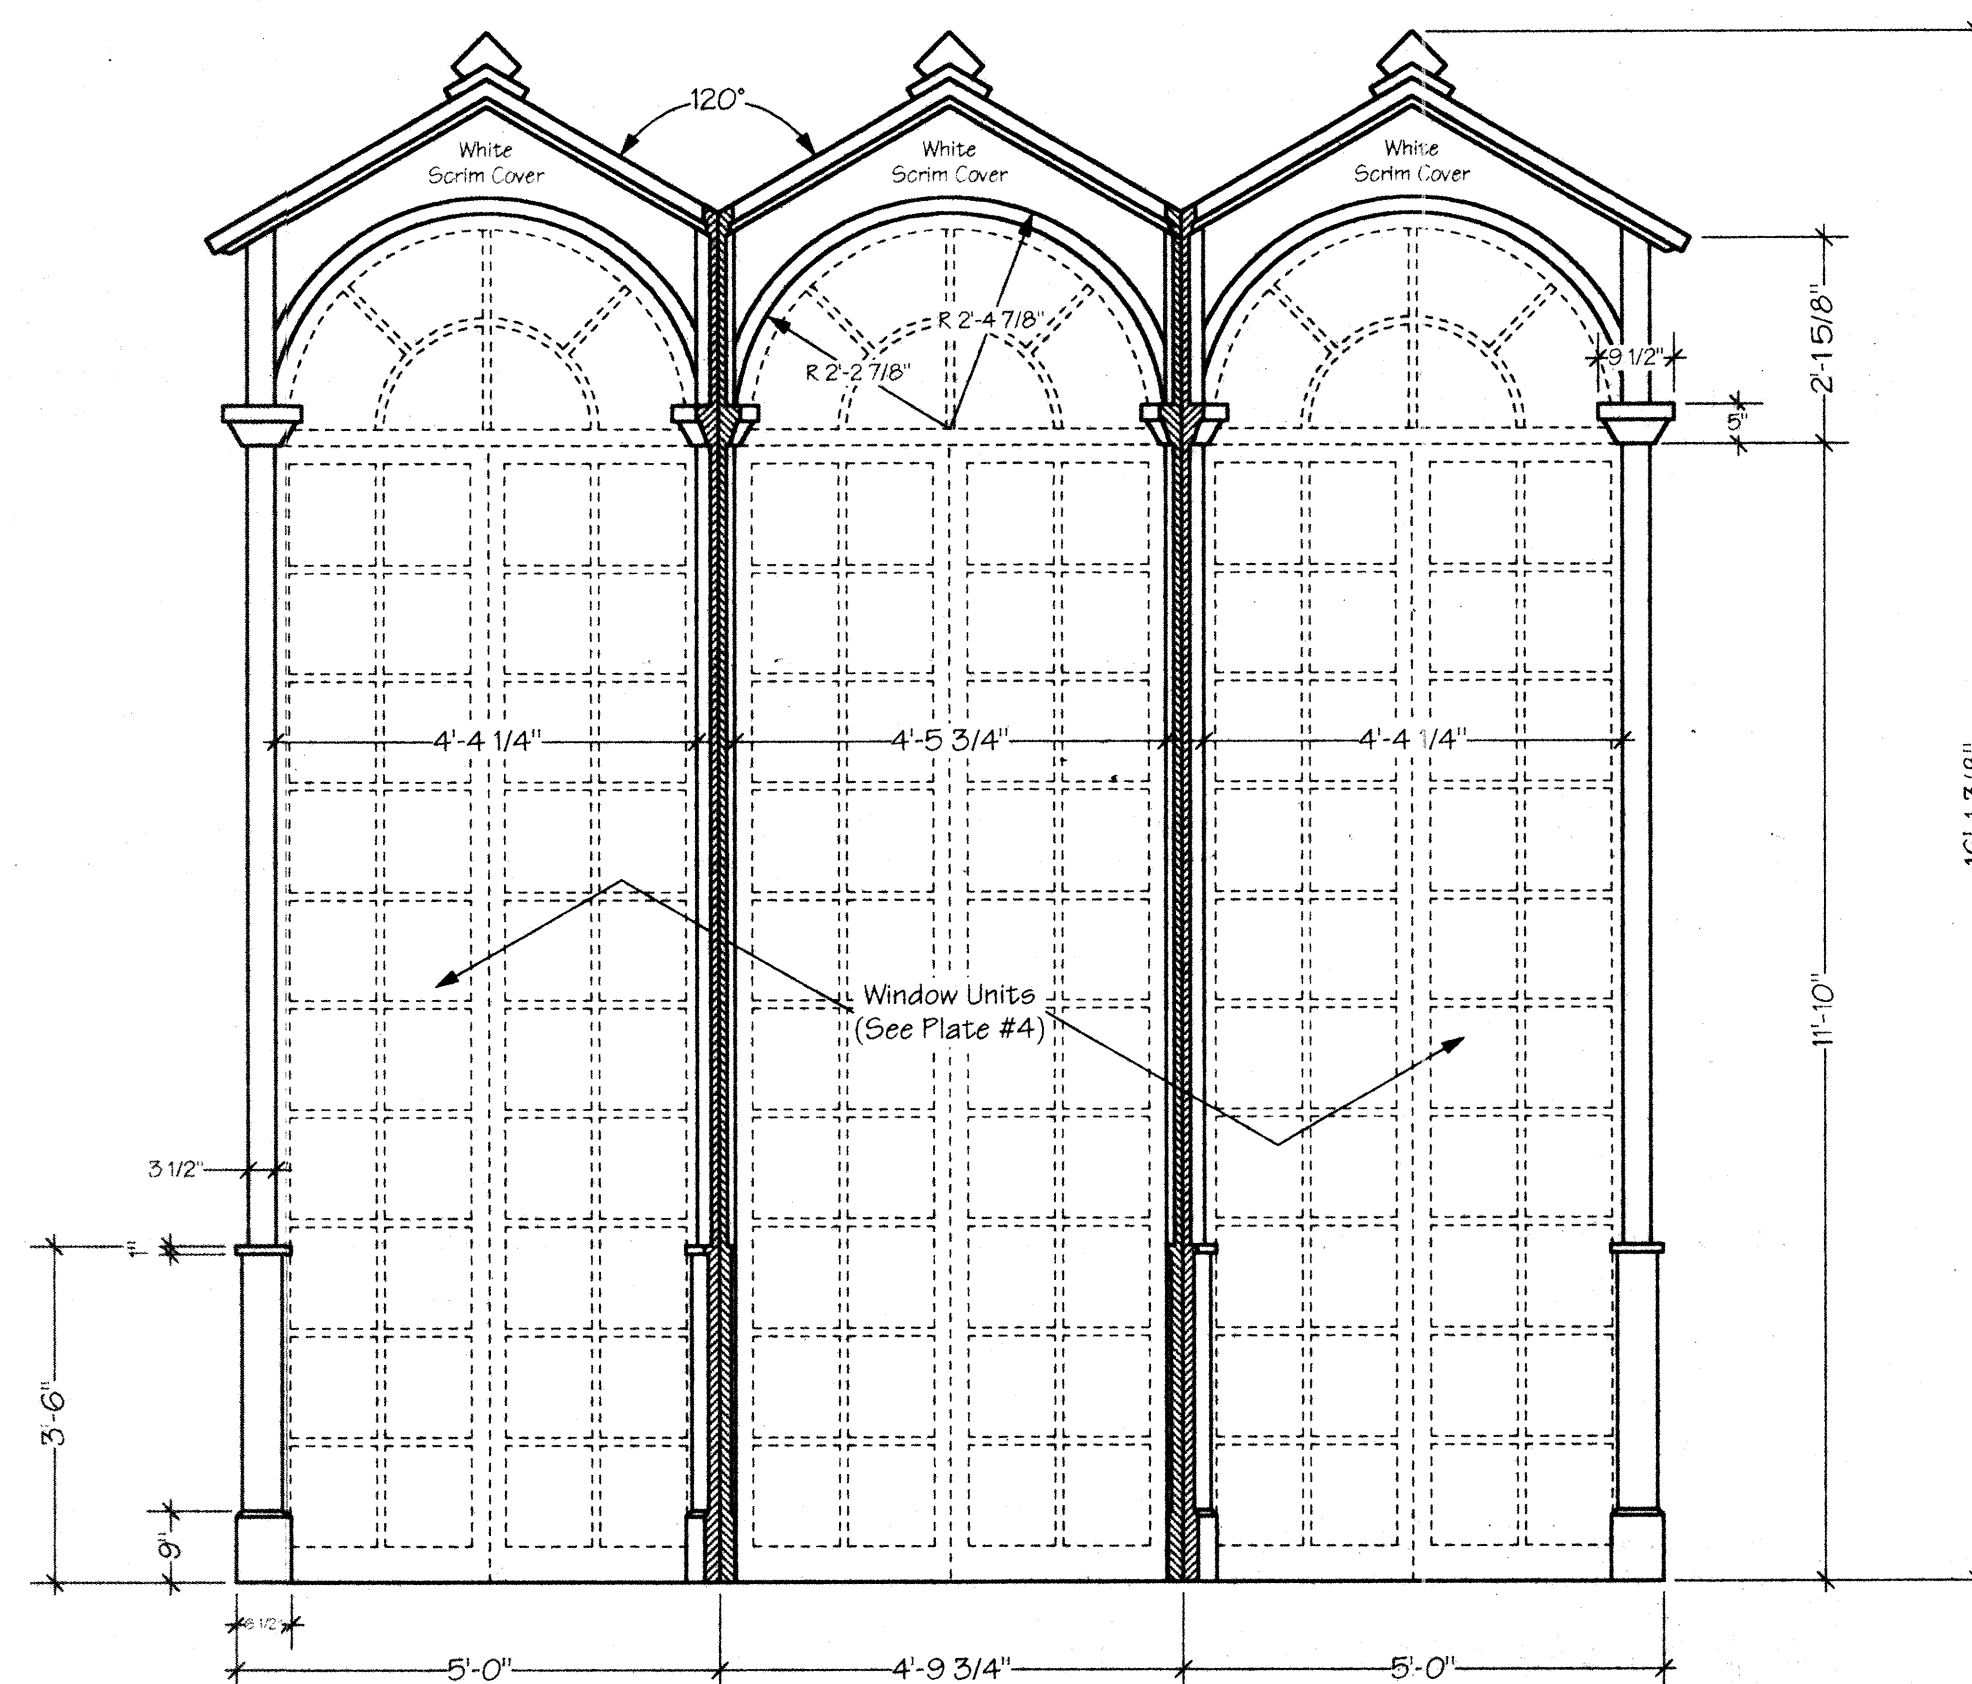 120°
White
Scrim Cover
White
Scrim Cover
White
Scrim Cover
R 2'-4 7/8"
R 2'-2 7/8"
9 1/2"
2'-1 5/8"
5"
4'-4 1/4"
4'-5 3/4"
4'-4 1/4"
Window Units
(See Plate #4)
11'-10"
3 1/2"
1"
3'-6"
9"
5'-0"
4'-9 3/4"
5'-0"